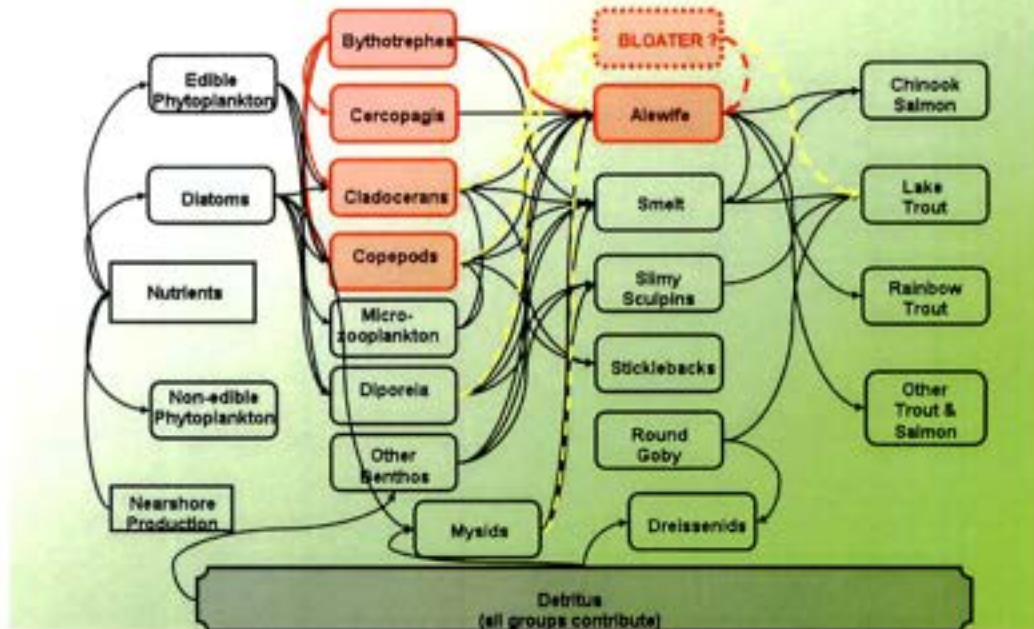 Edible
Phytoplankton
Diatoms
Nutrients
Non-edible
Phytoplankton
Nearshore
Production
Bythotrephes
Cercopagis
Cladocerans
Copepods
Micro-
zooplankton
Diporeia
Other
Benthos
Mysids
BLOATER ?
Alewife
Smelt
Slimy
Sculpins
Sticklebacks
Round
Goby
Dreissenids
Chinook
Salmon
Lake
Trout
Rainbow
Trout
Other
Trout &
Salmon
Detritus
(all groups contribute)